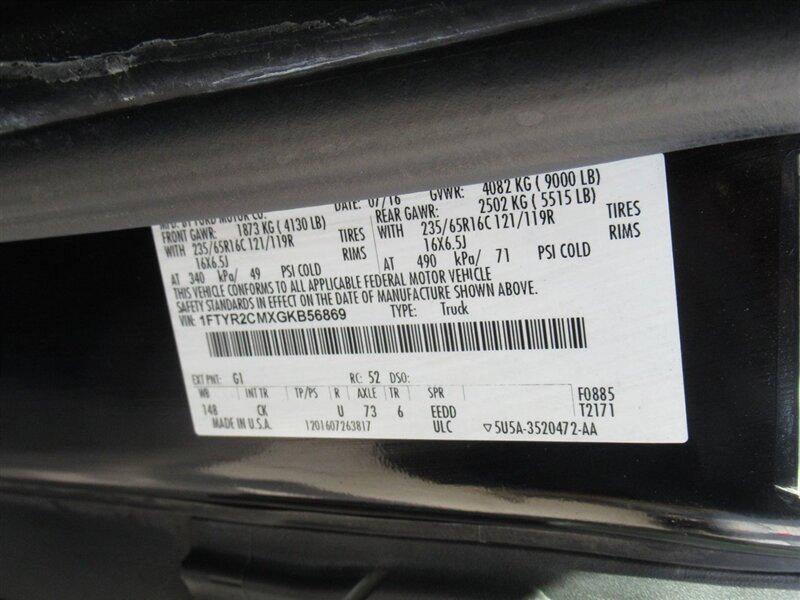 MFD. BY FORD MOTOR CO. DATE: 07/16 GVWR: 4082 KG ( 9000 LB)
FRONT GAWR: 1873 KG ( 4130 LB) REAR GAWR: 2502 KG ( 5515 LB)
WITH 235/65R16C 121/119R TIRES WITH 235/65R16C 121/119R TIRES
16X6.5J RIMS 16X6.5J RIMS
AT 340 kPa/ 49 PSI COLD AT 490 kPa/ 71 PSI COLD
THIS VEHICLE CONFORMS TO ALL APPLICABLE FEDERAL MOTOR VEHICLE
SAFETY STANDARDS IN EFFECT ON THE DATE OF MANUFACTURE SHOWN ABOVE.
VIN: 1FTYR2CMXGKB56869 TYPE: Truck
EXT PNT: G1 RC: 52 DSO:
WB INT TR TP/PS R AXLE TR SPR F0885
148 CK U 73 6 EEDD T2171
MADE IN U.S.A. 1201607263817 ULC ▽5U5A-3520472-AA